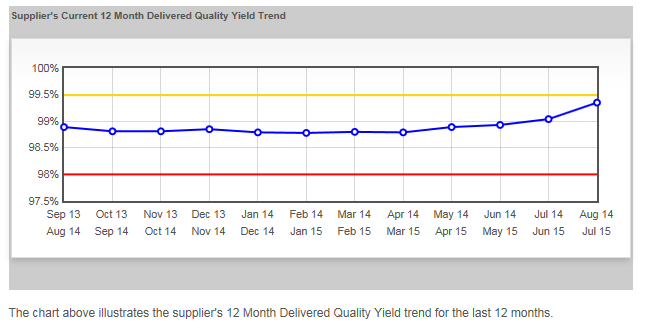 Supplier's Current 12 Month Delivered Quality Yield Trend
100%
99.5%
99%
98.5%
98%
97.5%
Sep 13 Oct 13 Nov 13 Dec 13 Jan 14 Feb 14 Mar 14 Apr 14 May 14 Jun 14 Jul 14 Aug 14
Aug 14 Sep 14 Oct 14 Nov 14 Dec 14 Jan 15 Feb 15 Mar 15 Apr 15 May 15 Jun 15 Jul 15
The chart above illustrates the supplier's 12 Month Delivered Quality Yield trend for the last 12 months.